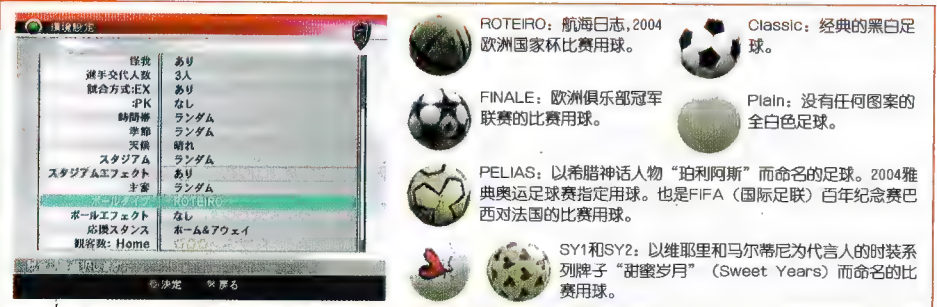 環境設定
怪我 あり
選手交代人数 3人
試合方式:EX あり
:PK なし
時間帯 ランダム
季節 ランダム
天候 晴れ
スタジアム ランダム
スタジアムエフェクト あり
主審 ランダム
ボールタイプ ROTEIRO
ボールエフェクト なし
応援スタンス ホーム&アウェイ
観客数: Home ☆☆☆
決定 戻る
ROTEIRO：航海日志,2004
欧洲国家杯比赛用球。
Classic：经典的黑白足
球。
FINALE：欧洲俱乐部冠军
联赛的比赛用球。
Plain：没有任何图案的
全白色足球。
PELIAS：以希腊神话人物“珀利阿斯”而命名的足球。2004雅
典奥运足球赛指定用球。也是FIFA（国际足联）百年纪念赛巴
西对法国的比赛用球。
SY1和SY2：以维耶里和马尔蒂尼为代言人的时装系
列牌子“甜蜜岁月”（Sweet Years）而命名的比
赛用球。